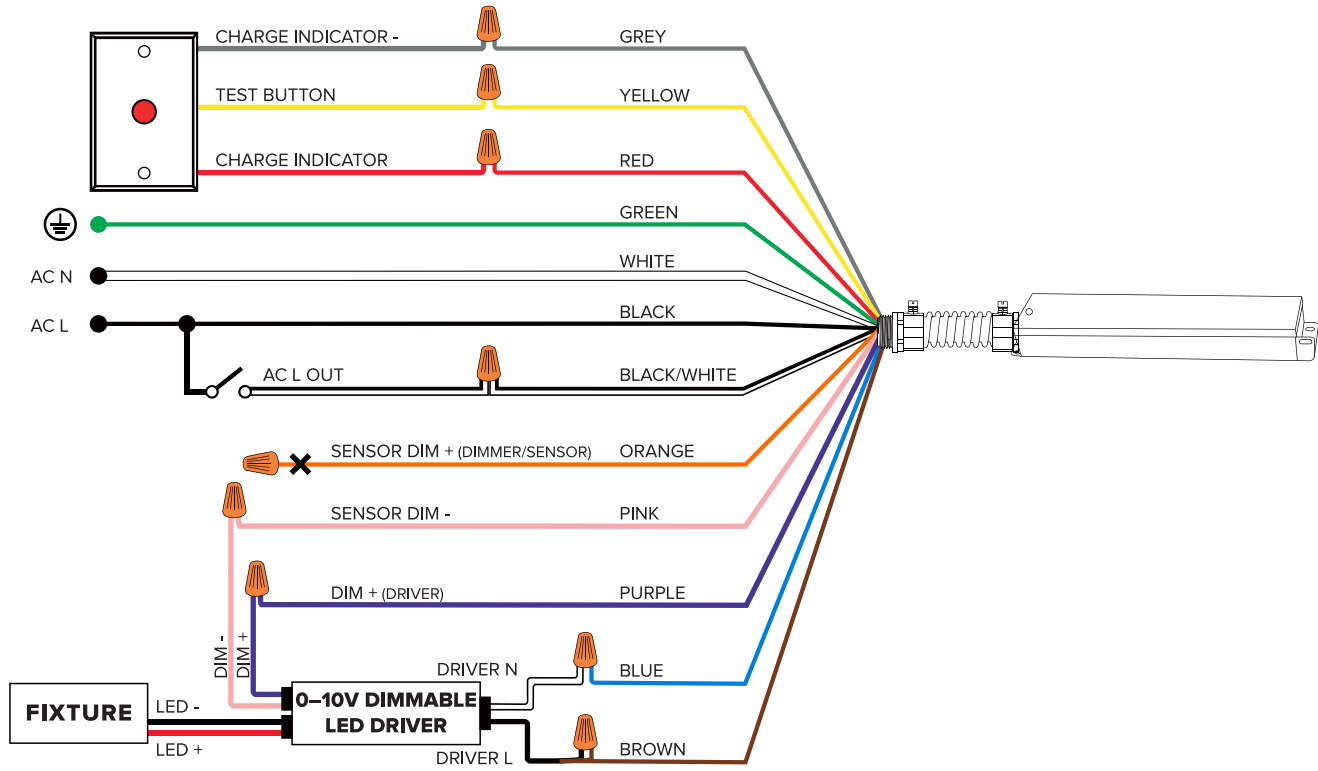 CHARGE INDICATOR - GREY
TEST BUTTON YELLOW
CHARGE INDICATOR RED
GREEN
AC N WHITE
AC L BLACK
AC L OUT BLACK/WHITE
SENSOR DIM + (DIMMER/SENSOR) ORANGE
SENSOR DIM - PINK
DIM + (DRIVER) PURPLE
DIM -
DIM +
DRIVER N BLUE
FIXTURE
LED -
LED +
0–10V DIMMABLE
LED DRIVER
DRIVER L BROWN